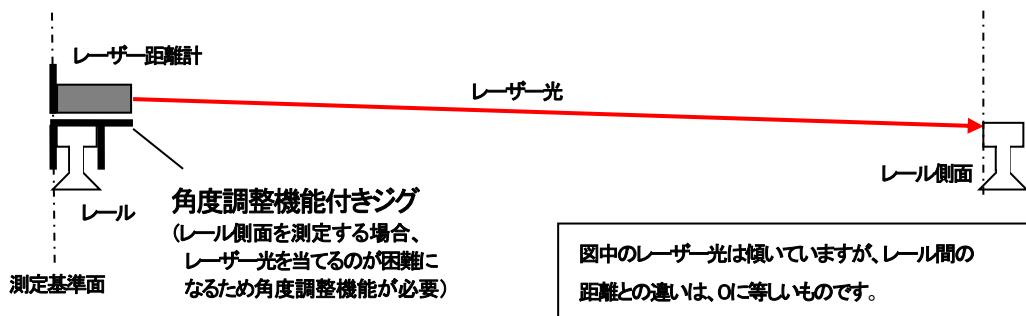 レーザー距離計
レーザー光
レール側面
レール
角度調整機能付きジグ
(レール側面を測定する場合、
レーザー光を当てるのが困難に
なるため角度調整機能が必要)
測定基準面
図中のレーザー光は傾いていますが、レール間の
距離との違いは、0に等しいものです。